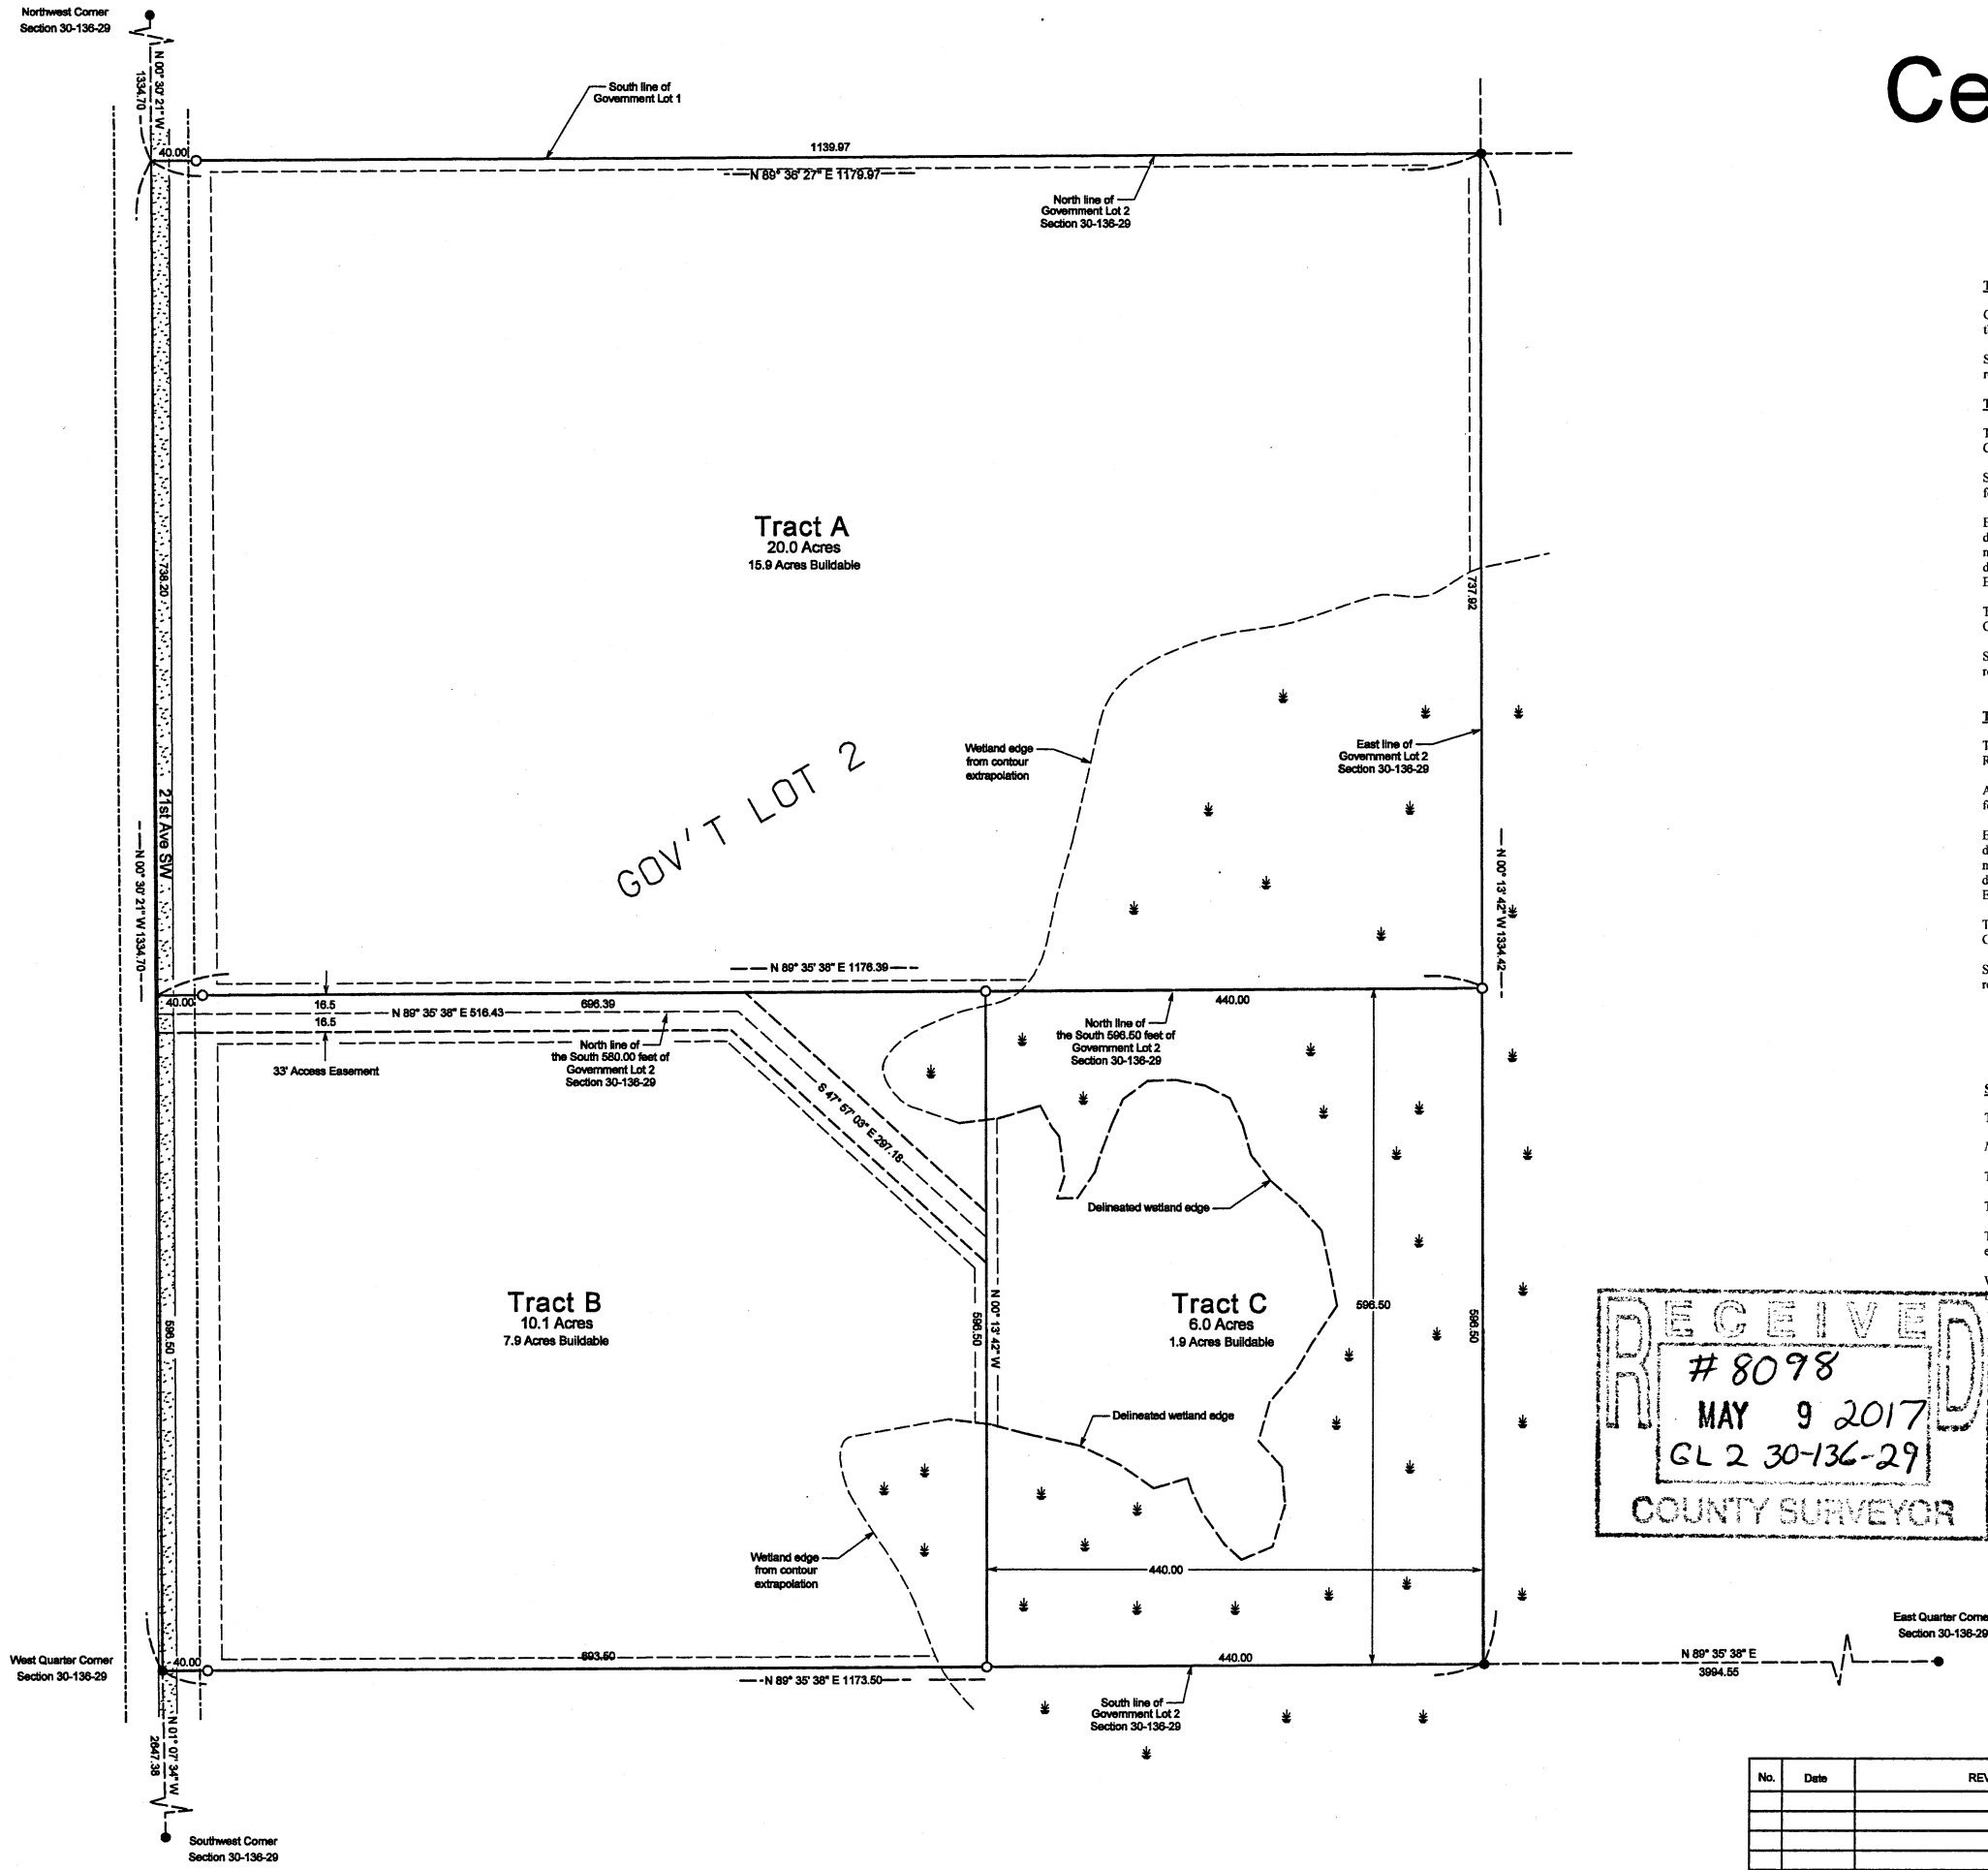 Northwest Corner
Section 30-136-29
N 00° 30' 21" W
1334.70
South line of
Government Lot 1
40.00
1139.97
N 89° 36' 27" E 1179.97
North line of
Government Lot 2
Section 30-136-29
Tract A
20.0 Acres
15.9 Acres Buildable
738.20
737.92
21st Ave SW
N 00° 30' 21" W 1334.70
GOV'T LOT 2
Wetland edge
from contour
extrapolation
East line of
Government Lot 2
Section 30-136-29
N 00° 13' 42" W 1334.42
N 89° 35' 38" E 1176.39
40.00
16.5
696.39
440.00
N 89° 35' 38" E 516.43
16.5
33' Access Easement
North line of
the South 580.00 feet of
Government Lot 2
Section 30-136-29
North line of
the South 596.50 feet of
Government Lot 2
Section 30-136-29
S 47° 57' 03" E 297.18
Delineated wetland edge
Tract B
10.1 Acres
7.9 Acres Buildable
596.50
596.50
N 00° 13' 42" W
Tract C
6.0 Acres
1.9 Acres Buildable
596.50
596.50
Delineated wetland edge
Wetland edge
from contour
extrapolation
440.00
West Quarter Corner
Section 30-136-29
40.00
693.50
N 89° 35' 38" E 1173.50
440.00
South line of
Government Lot 2
Section 30-136-29
N 89° 35' 38" E
3994.55
East Quarter Corne
Section 30-136-29
N 01° 07' 34" W
2647.38
Southwest Corner
Section 30-136-29
Ce
RECEIVED
# 8098
MAY 9 2017
GL 2 30-136-29
COUNTY SURVEYOR
No. Date REV